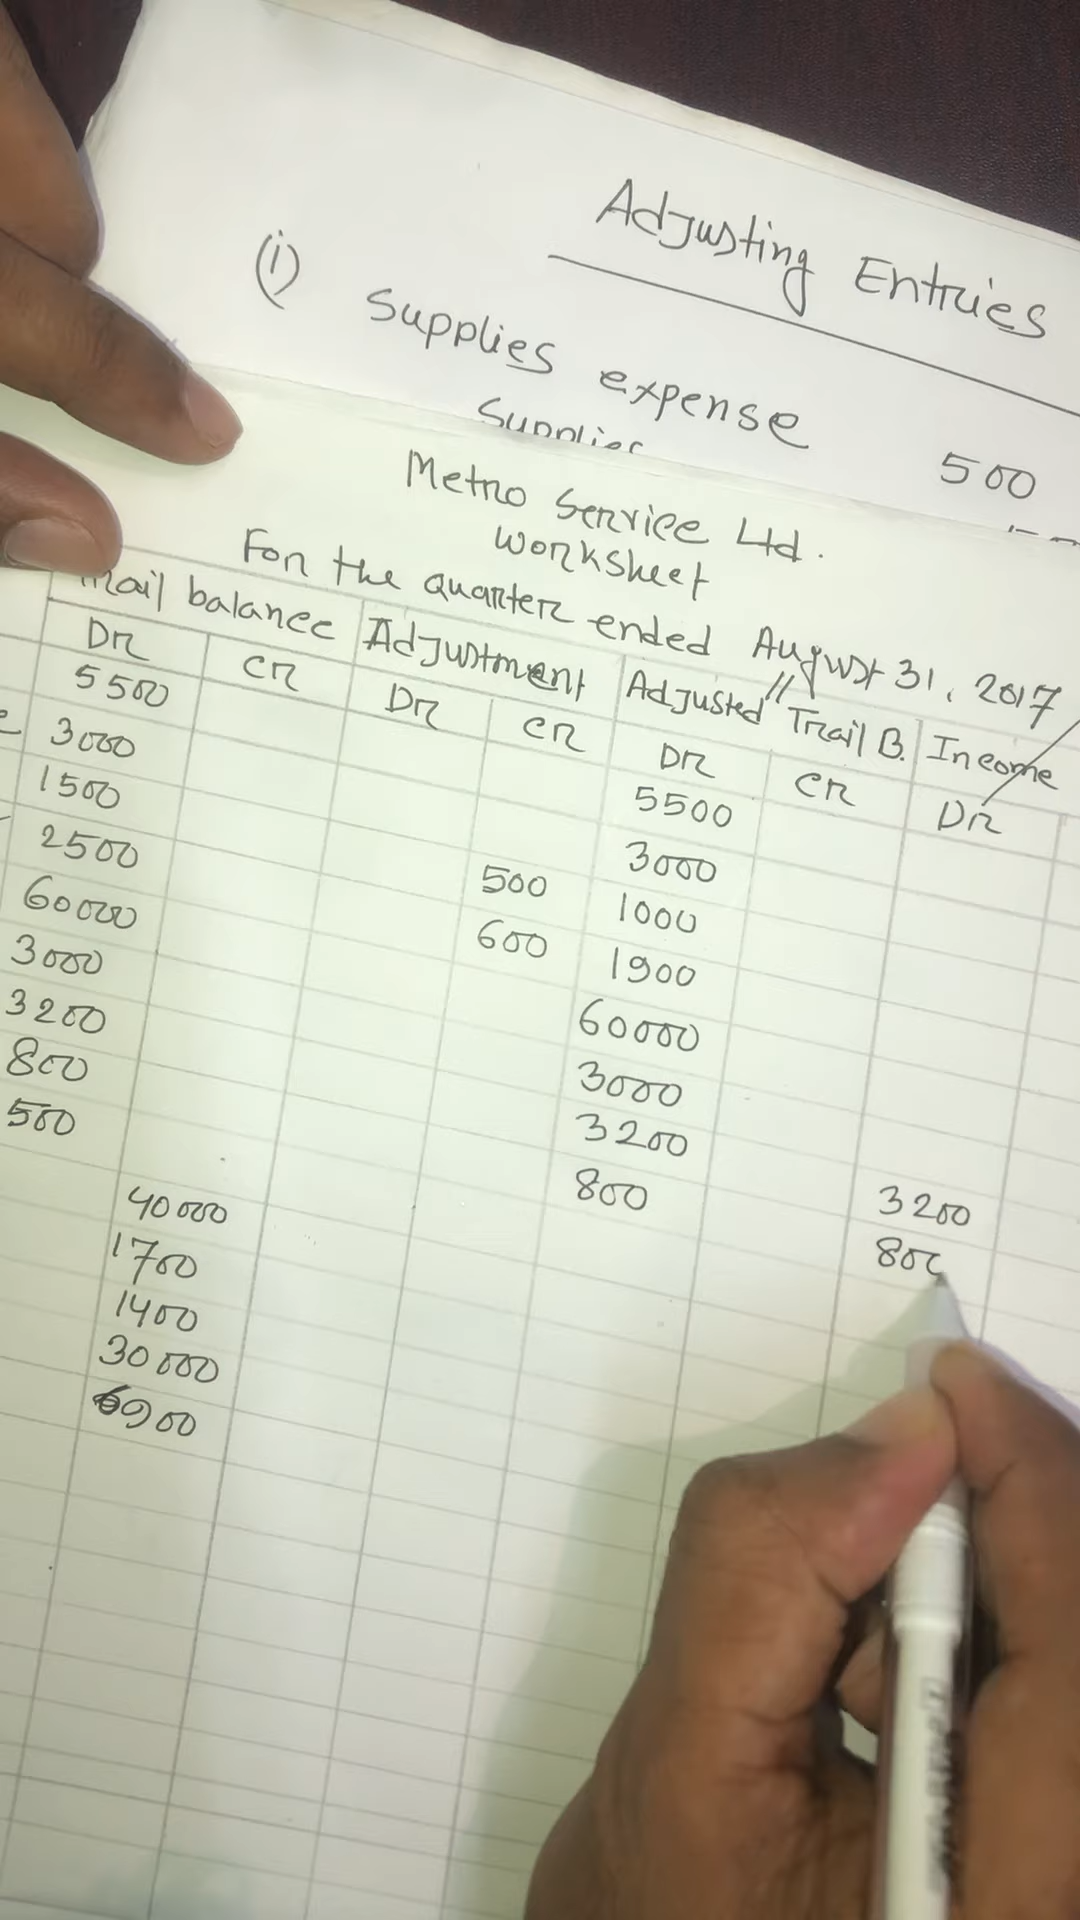 Adjusting Entries
(i) Supplies expense 500
Supplies
Metro Service Ltd.
Worksheet
For the quarter ended August 31, 2017
Trail balance Adjustment Adjusted Trail B. Income
DR CR DR CR DR CR DR
5500 5500
3000 3000
1500 500 1000
2500 600 1900
60000 60000
3000 3000
3200 3200 3200
800 800 800
500
40000
1700
1400
30000
6900